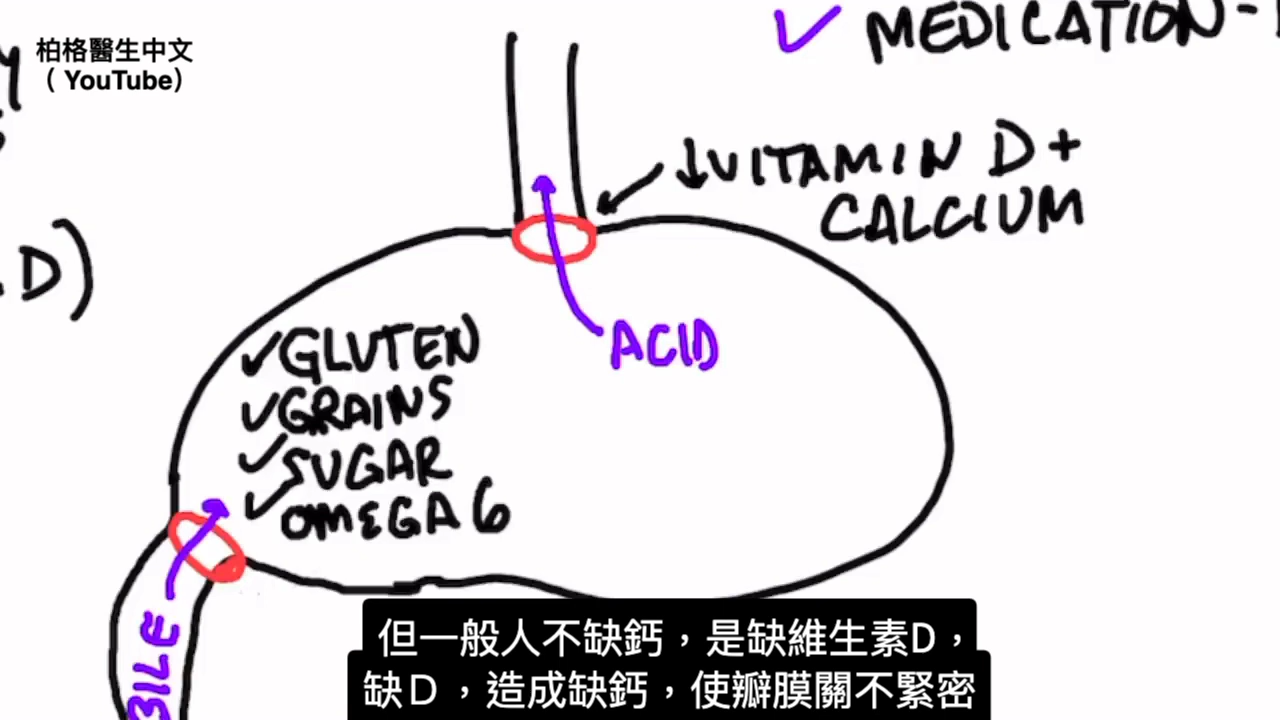 柏格醫生中文
（ YouTube）
✓ MEDICATION-
↓VITAMIN D+
CALCIUM
D)
ACID
✓GLUTEN
✓GRAINS
✓SUGAR
✓OMEGA 6
BILE
但一般人不缺鈣，是缺維生素D，
缺D，造成缺鈣，使瓣膜關不緊密